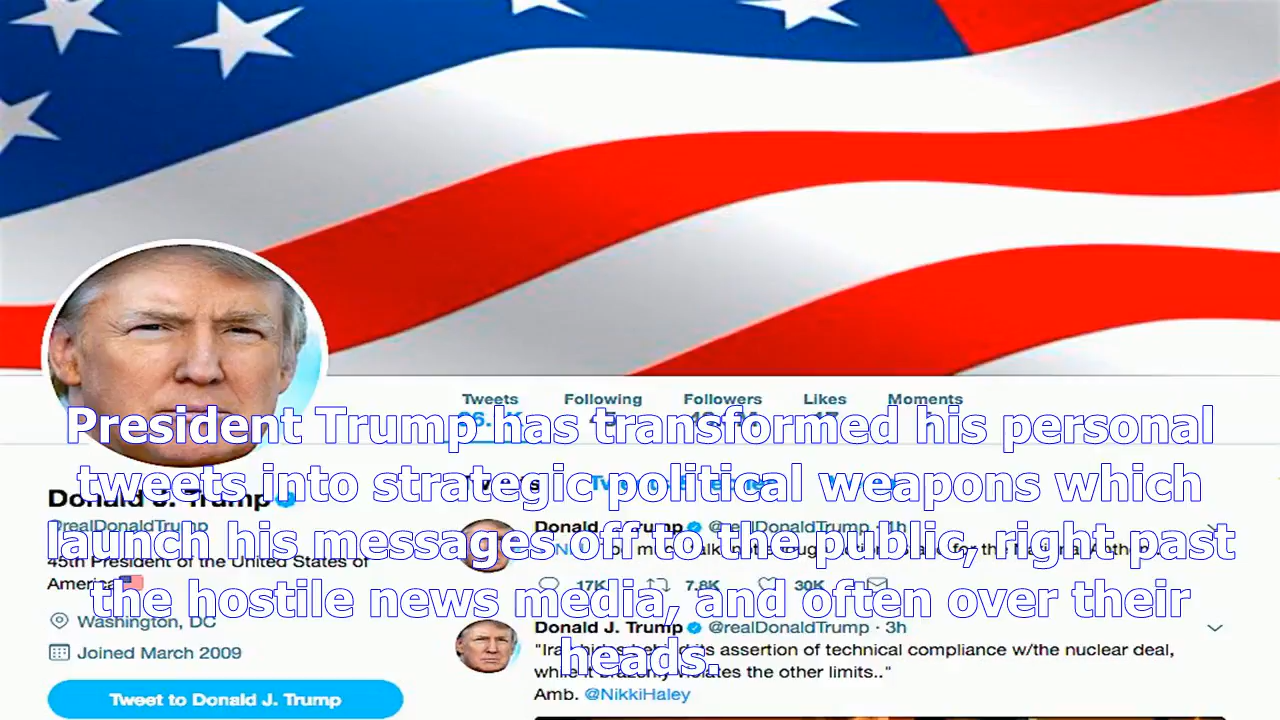 Tweets Following Followers Likes Moments
President Trump has transformed his personal
tweets into strategic political weapons which
launch his messages off to the public, right past
the hostile news media, and often over their
heads.
Donald J. Trump
@realDonaldTrump
45th President of the United States of
America
Washington, DC
Joined March 2009
Tweet to Donald J. Trump
Donald J. Trump @realDonaldTrump · 1h
17K 7.8K 30K
Donald J. Trump @realDonaldTrump · 3h
assertion of technical compliance w/the nuclear deal,
the other limits.."
Amb. @NikkiHaley